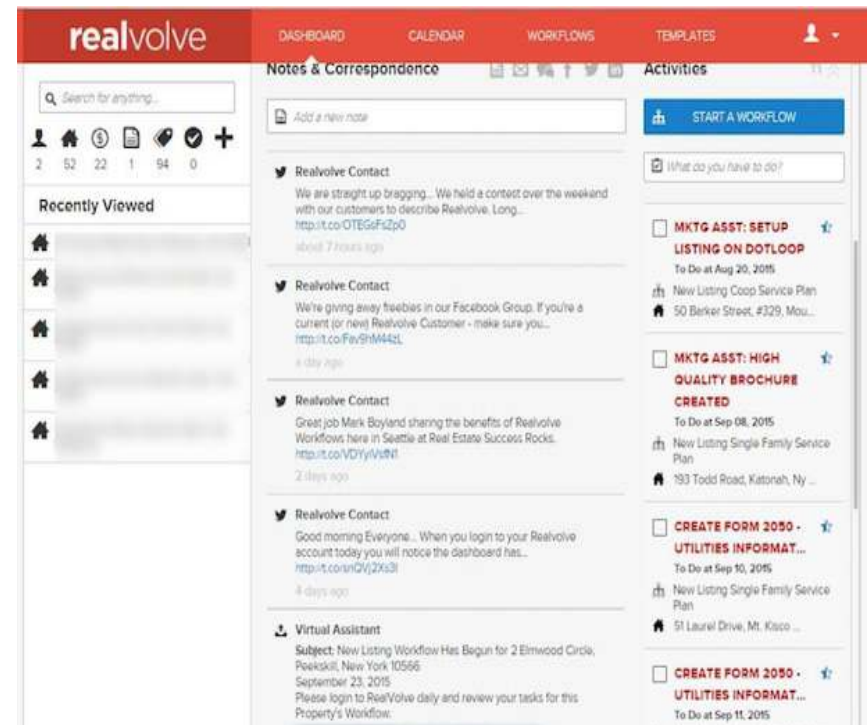 realvolve
DASHBOARD
CALENDAR
WORKFLOWS
TEMPLATES
Search for anything...
2 52 22 1 94 0
Recently Viewed
Notes & Correspondence
Add a new note
Realvolve Contact
We are straight up bragging... We held a contest over the weekend
with our customers to describe Realvolve. Long...
http://t.co/OTEGsFsZp0
about 7 hours ago
Realvolve Contact
We're giving away freebies in our Facebook Group. If you're a
current (or new) Realvolve Customer - make sure you...
http://t.co/Fav9hM44zL
a day ago
Realvolve Contact
Great job Mark Boyland sharing the benefits of Realvolve
Workflows here in Seattle at Real Estate Success Rocks.
2 days ago
Realvolve Contact
Good morning Everyone... When you login to your Realvolve
account today you will notice the dashboard has...
4 days ago
Virtual Assistant
Subject: New Listing Workflow Has Begun for 2 Elmwood Circle,
Peekskill, New York 10566
September 23, 2015
Please login to RealVolve daily and review your tasks for this
Property's Workflow.
Activities
START A WORKFLOW
What do you have to do?
MKTG ASST: SETUP
LISTING ON DOTLOOP
To Do at Aug 20, 2015
New Listing Coop Service Plan
50 Barker Street, #329, Mou...
MKTG ASST: HIGH
QUALITY BROCHURE
CREATED
To Do at Sep 08, 2015
New Listing Single Family Service
Plan
193 Todd Road, Katonah, Ny ...
CREATE FORM 2050 -
UTILITIES INFORMAT...
To Do at Sep 10, 2015
New Listing Single Family Service
Plan
51 Laurel Drive, Mt. Kisco ...
CREATE FORM 2050 -
UTILITIES INFORMAT...
To Do at Sep 11, 2015